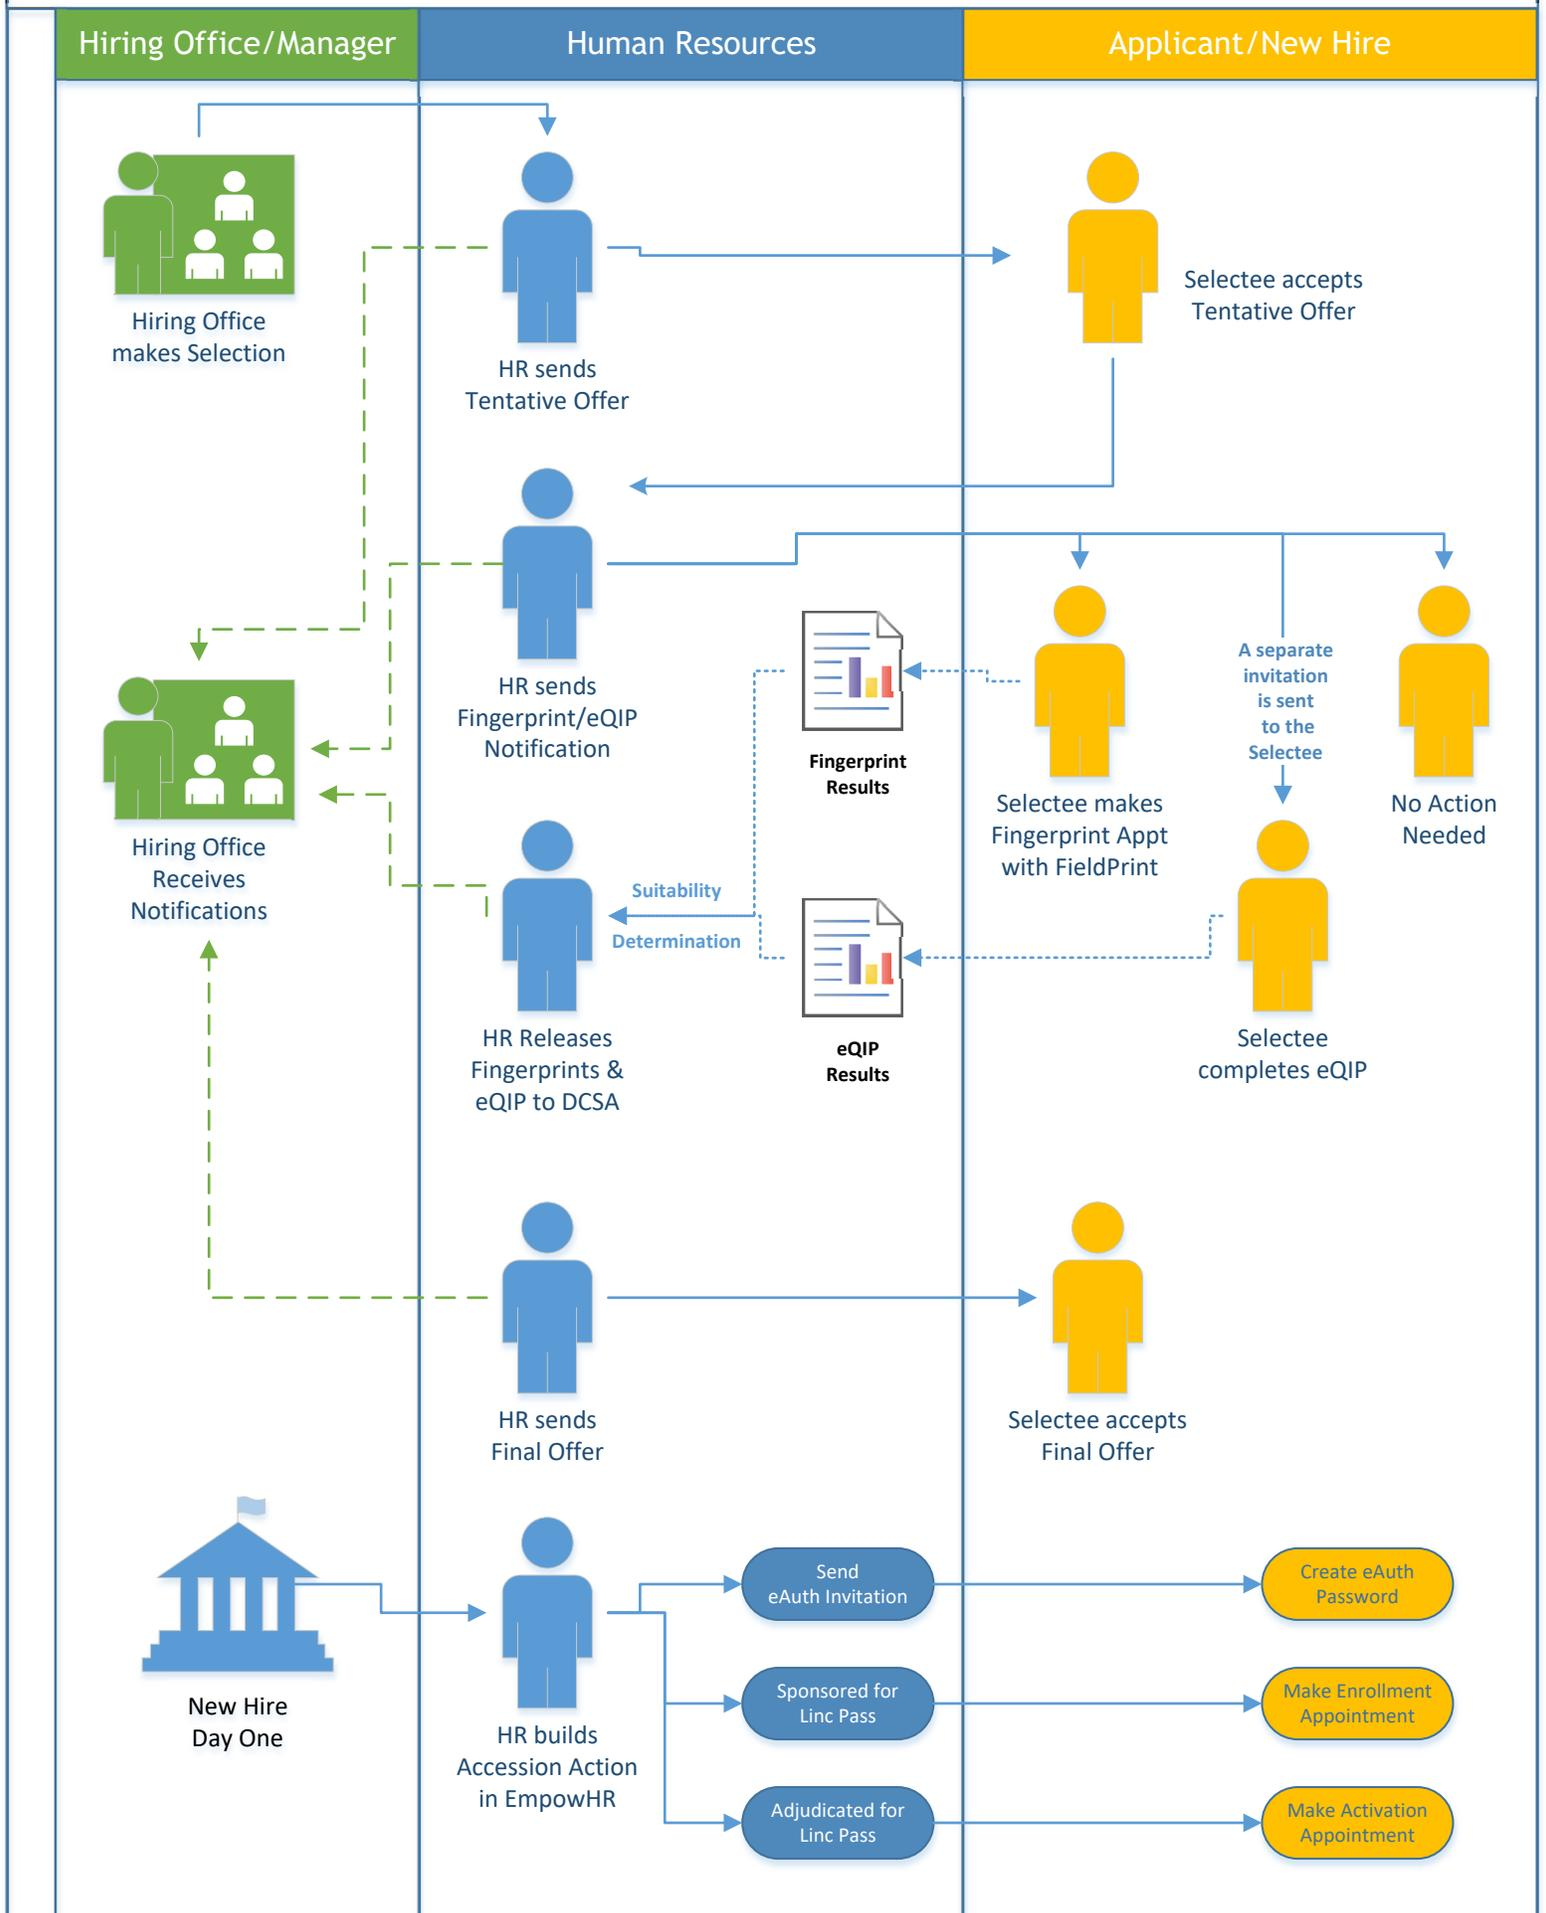 Hiring Office/Manager
Human Resources
Applicant/New Hire
Hiring Office
makes Selection
HR sends
Tentative Offer
Selectee accepts
Tentative Offer
HR sends
Fingerprint/eQIP
Notification
Fingerprint
Results
Selectee makes
Fingerprint Appt
with FieldPrint
A separate
invitation
is sent
to the
Selectee
No Action
Needed
Hiring Office
Receives
Notifications
Suitability
Determination
HR Releases
Fingerprints &
eQIP to DCSA
eQIP
Results
Selectee
completes eQIP
HR sends
Final Offer
Selectee accepts
Final Offer
New Hire
Day One
HR builds
Accession Action
in EmpowHR
Send
eAuth Invitation
Create eAuth
Password
Sponsored for
Linc Pass
Make Enrollment
Appointment
Adjudicated for
Linc Pass
Make Activation
Appointment